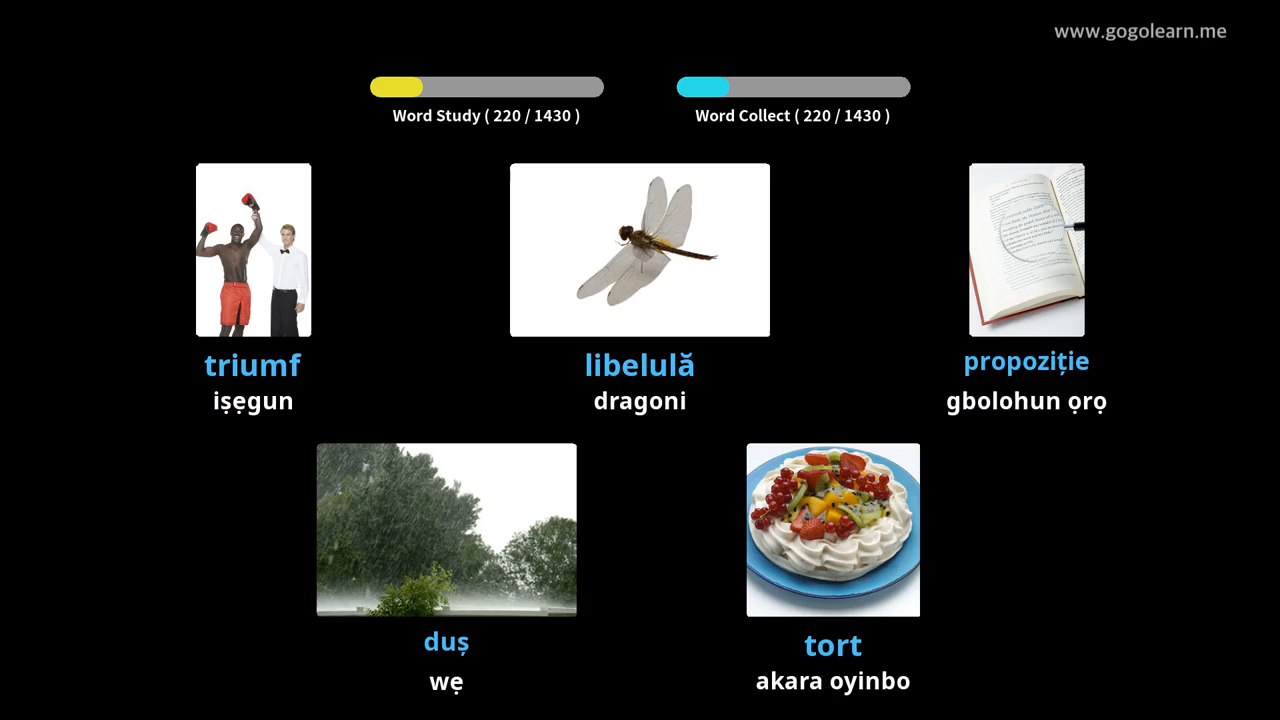 www.gogolearn.me
Word Study ( 220 / 1430 )
Word Collect ( 220 / 1430 )
triumf
iṣẹgun
libelulă
dragoni
propoziție
gbolohun ọrọ
duș
wẹ
tort
akara oyinbo